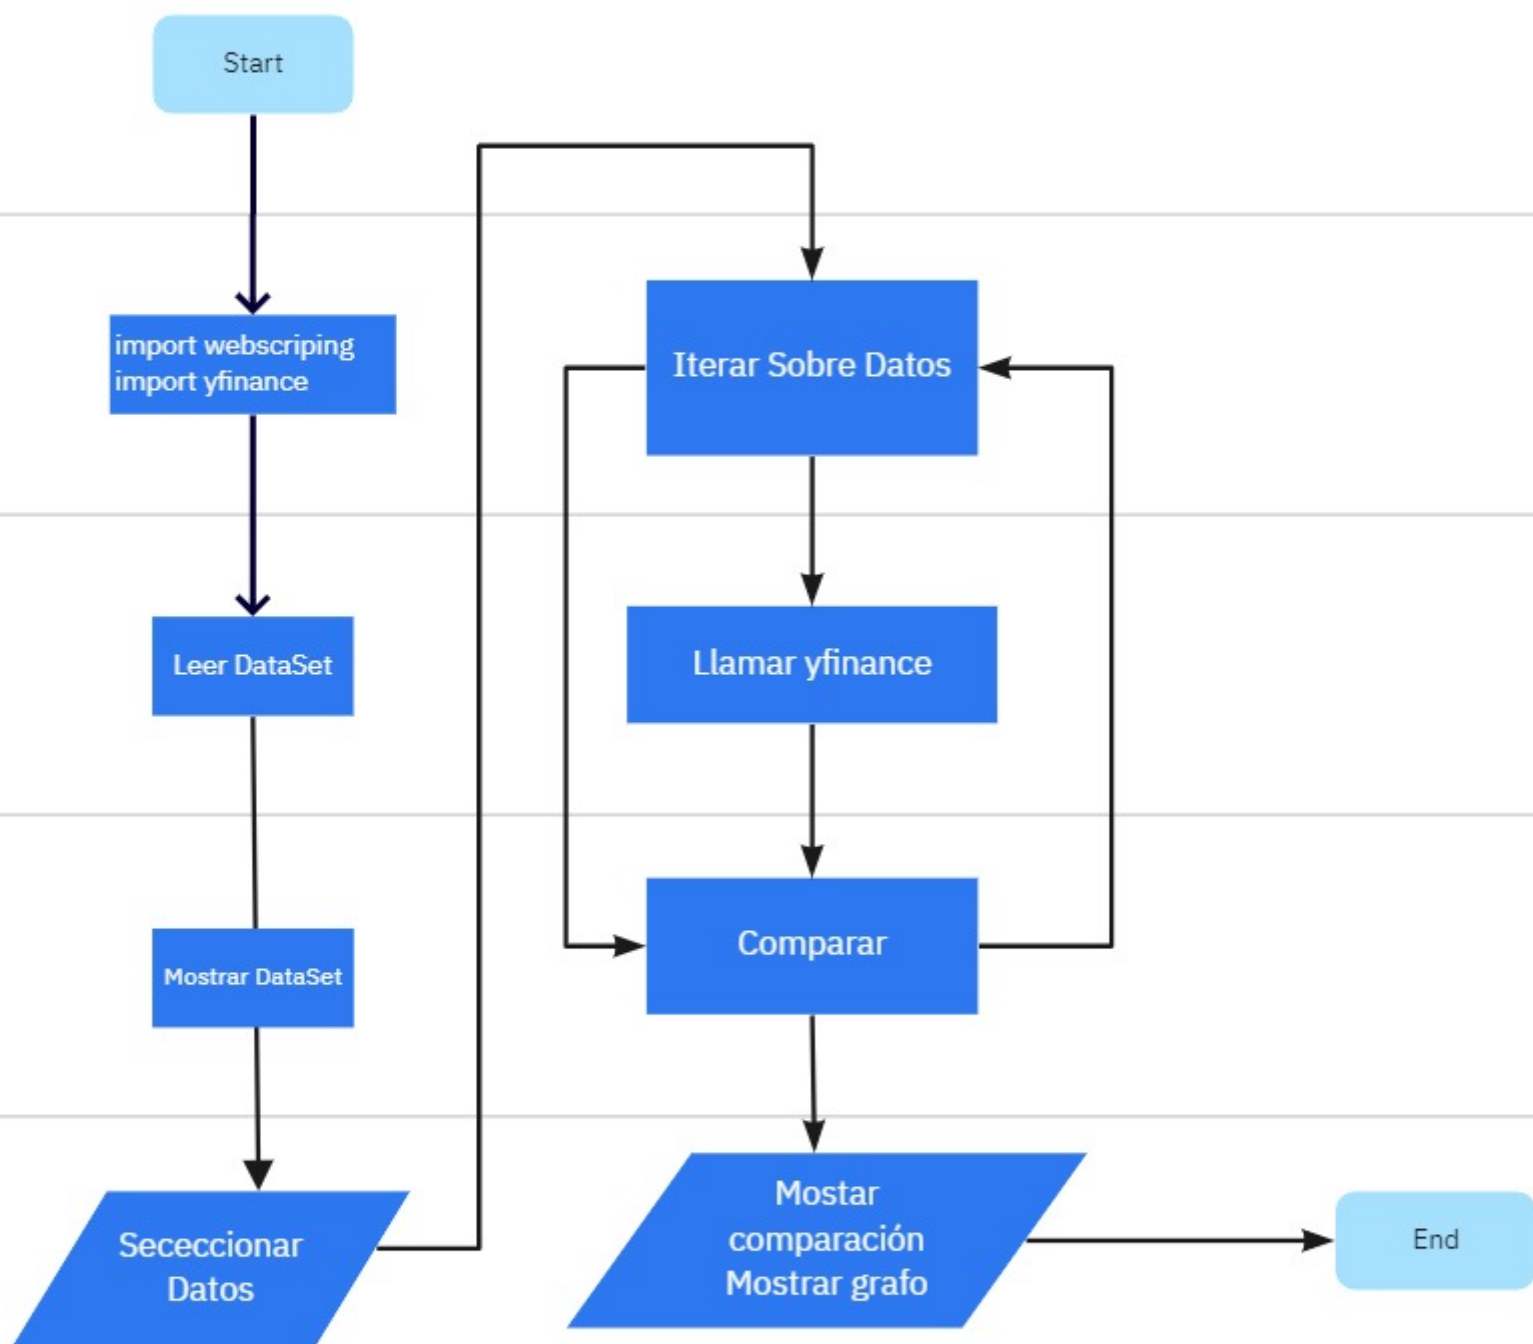 Start
import webscriping
import yfinance
Leer DataSet
Mostrar DataSet
Sececcionar
Datos
Iterar Sobre Datos
Llamar yfinance
Comparar
Mostar
comparación
Mostrar grafo
End